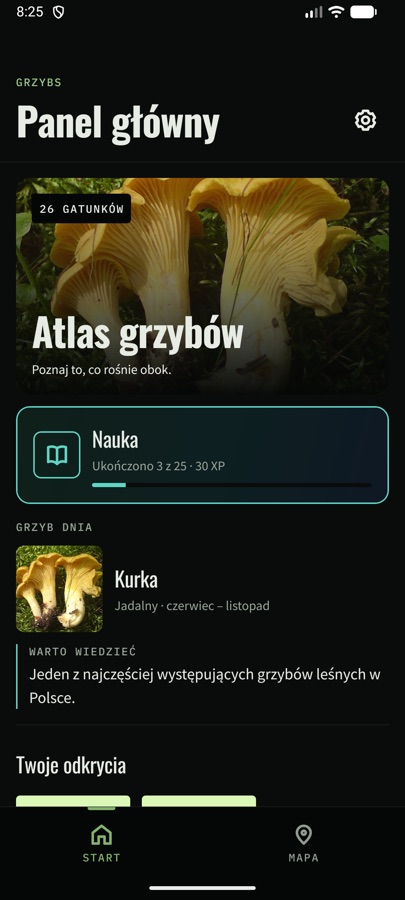 8:25
GRZYBS
Panel główny
26 GATUNKÓW
Atlas grzybów
Poznaj to, co rośnie obok.
Nauka
Ukończono 3 z 25 · 30 XP
GRZYB DNIA
Kurka
Jadalny · czerwiec – listopad
WARTO WIEDZIEĆ
Jeden z najczęściej występujących grzybów leśnych w
Polsce.
Twoje odkrycia
START
MAPA